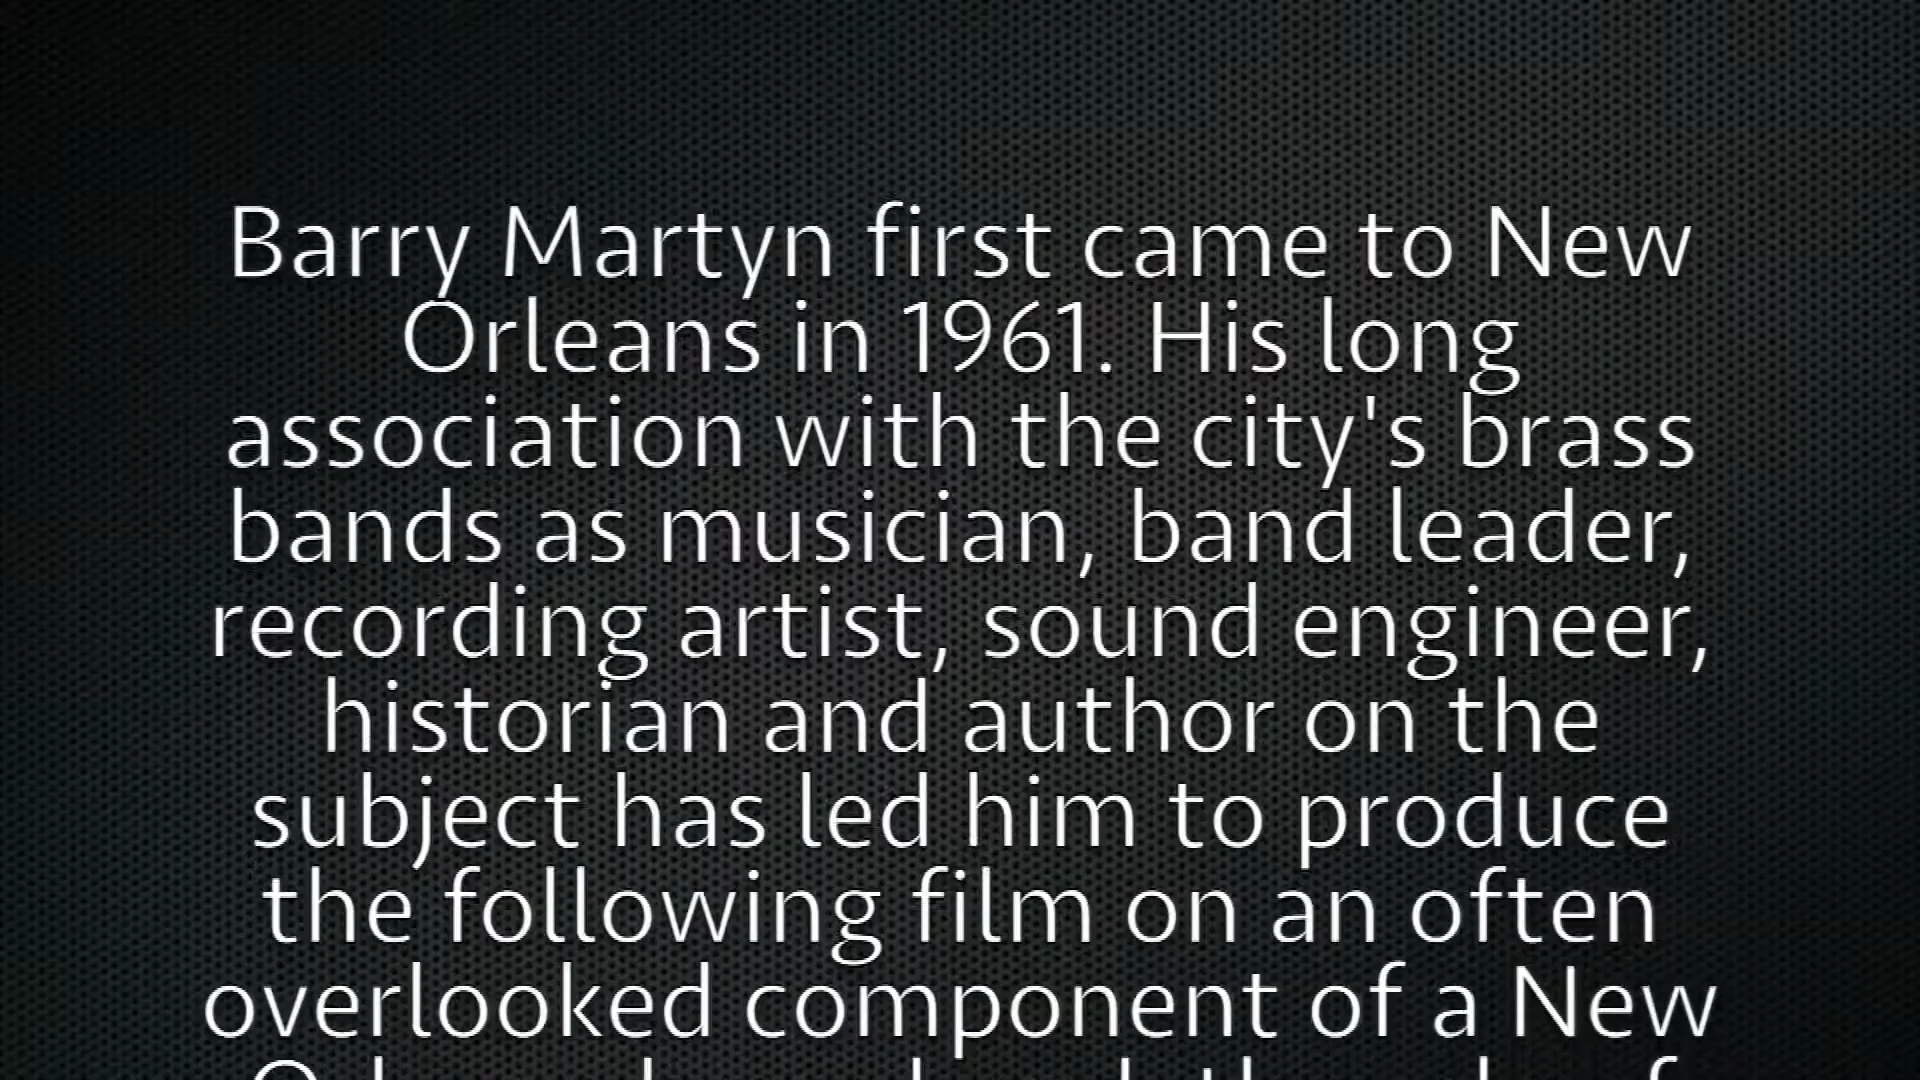 Barry Martyn first came to New
Orleans in 1961. His long
association with the city's brass
bands as musician, band leader,
recording artist, sound engineer,
historian and author on the
subject has led him to produce
the following film on an often
overlooked component of a New